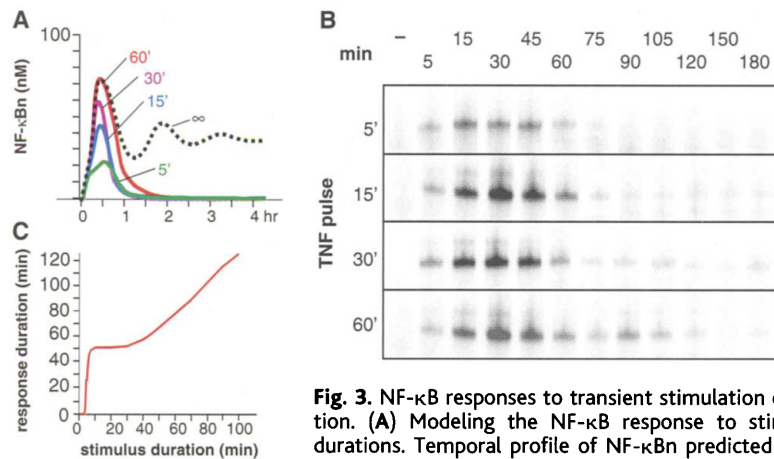 A
100
NF-κBn (nM)
60'
30'
15'
5'
∞
0 1 2 3 4 hr
B
min
– 15 45 75 105 150
5 30 60 90 120 180
TNF pulse
5'
15'
30'
60'
C
response duration (min)
120
100
80
60
40
20
0
0 20 40 60 80 100
stimulus duration (min)
Fig. 3. NF-κB responses to transient stimulation
tion. (A) Modeling the NF-κB response to
durations. Temporal profile of NF-κBn predicted